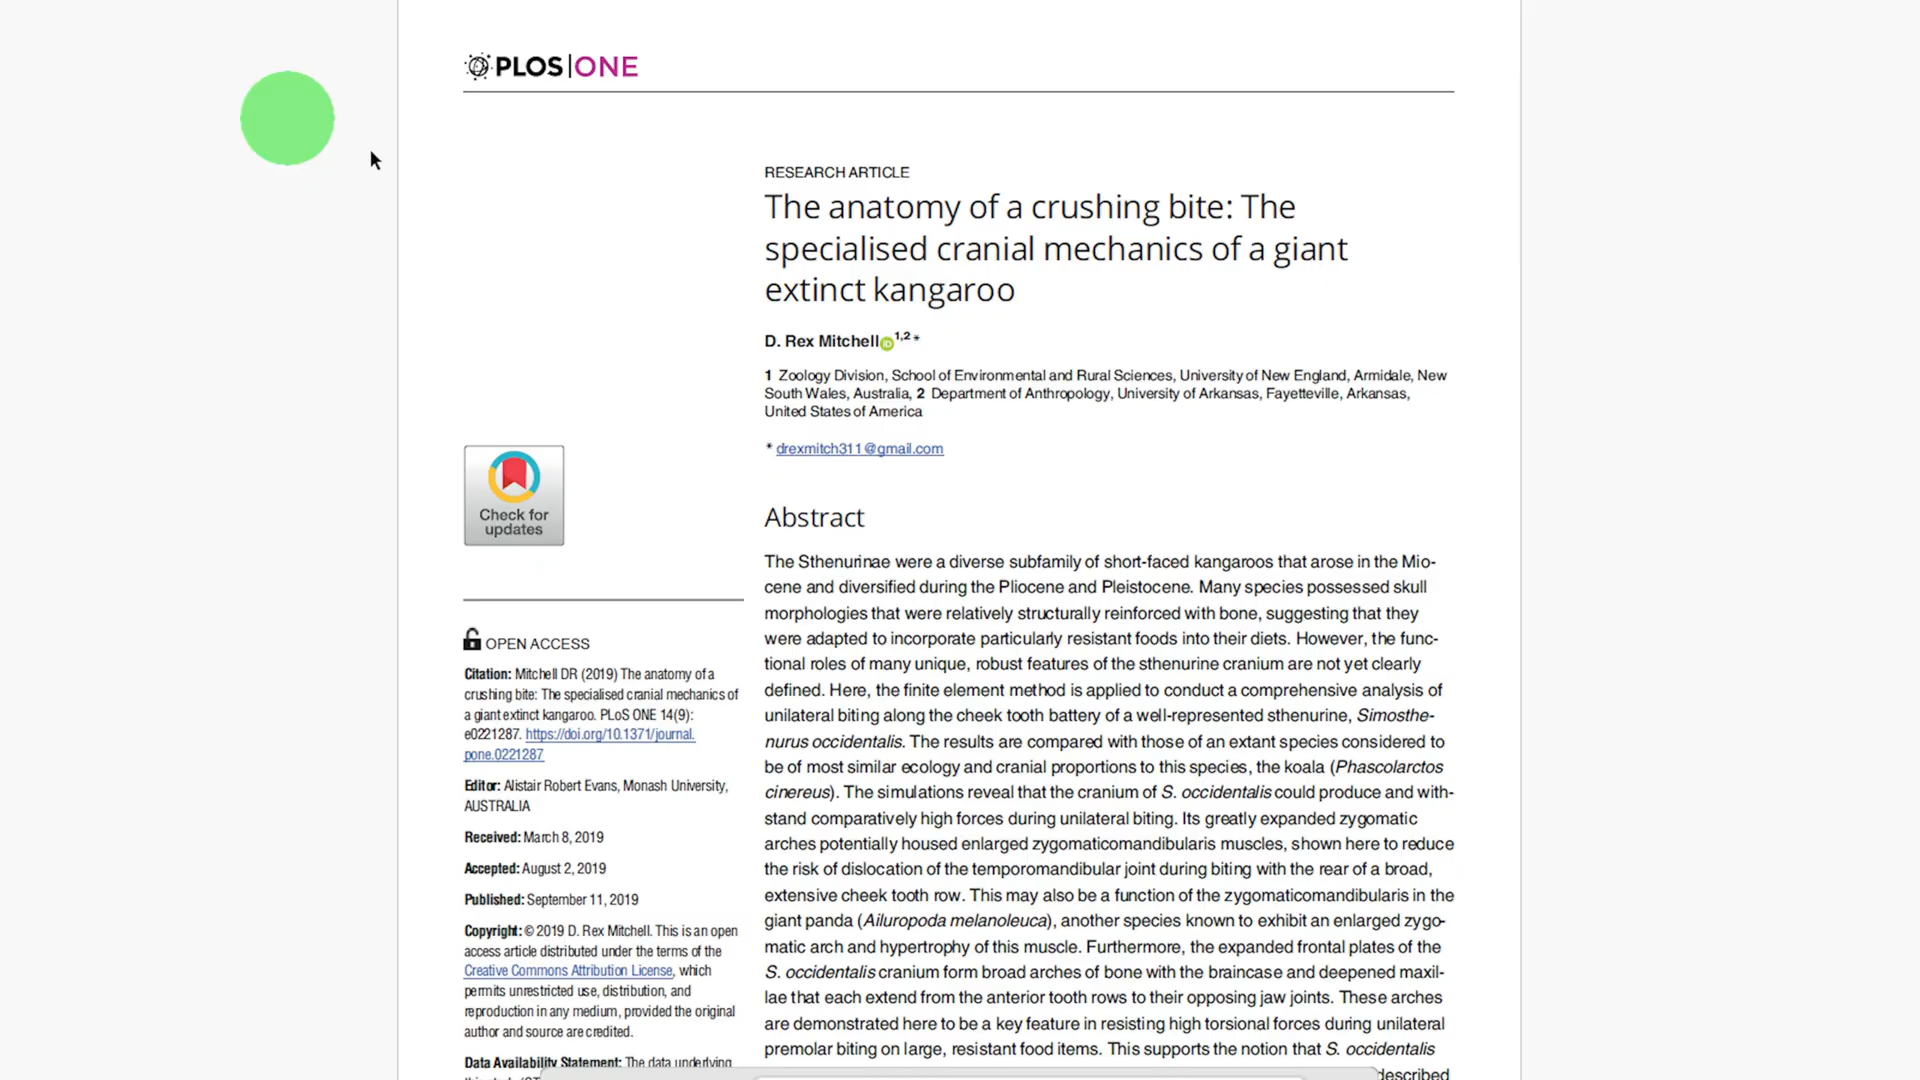 PLOS | ONE
RESEARCH ARTICLE
The anatomy of a crushing bite: The
specialised cranial mechanics of a giant
extinct kangaroo
D. Rex Mitchell 1,2 *
1 Zoology Division, School of Environmental and Rural Sciences, University of New England, Armidale, New
South Wales, Australia, 2 Department of Anthropology, University of Arkansas, Fayetteville, Arkansas,
United States of America
* drexmitch311@gmail.com
Check for
updates
OPEN ACCESS
Citation: Mitchell DR (2019) The anatomy of a
crushing bite: The specialised cranial mechanics of
a giant extinct kangaroo. PLoS ONE 14(9):
e0221287. https://doi.org/10.1371/journal.
pone.0221287
Editor: Alistair Robert Evans, Monash University,
AUSTRALIA
Received: March 8, 2019
Accepted: August 2, 2019
Published: September 11, 2019
Copyright: © 2019 D. Rex Mitchell. This is an open
access article distributed under the terms of the
Creative Commons Attribution License, which
permits unrestricted use, distribution, and
reproduction in any medium, provided the original
author and source are credited.
Data Availability Statement: The data underlying
Abstract
The Sthenurinae were a diverse subfamily of short-faced kangaroos that arose in the Mio-
cene and diversified during the Pliocene and Pleistocene. Many species possessed skull
morphologies that were relatively structurally reinforced with bone, suggesting that they
were adapted to incorporate particularly resistant foods into their diets. However, the func-
tional roles of many unique, robust features of the sthenurine cranium are not yet clearly
defined. Here, the finite element method is applied to conduct a comprehensive analysis of
unilateral biting along the cheek tooth battery of a well-represented sthenurine, Simosthe-
nurus occidentalis. The results are compared with those of an extant species considered to
be of most similar ecology and cranial proportions to this species, the koala (Phascolarctos
cinereus). The simulations reveal that the cranium of S. occidentalis could produce and with-
stand comparatively high forces during unilateral biting. Its greatly expanded zygomatic
arches potentially housed enlarged zygomaticomandibularis muscles, shown here to reduce
the risk of dislocation of the temporomandibular joint during biting with the rear of a broad,
extensive cheek tooth row. This may also be a function of the zygomaticomandibularis in the
giant panda (Ailuropoda melanoleuca), another species known to exhibit an enlarged zygo-
matic arch and hypertrophy of this muscle. Furthermore, the expanded frontal plates of the
S. occidentalis cranium form broad arches of bone with the braincase and deepened maxil-
lae that each extend from the anterior tooth rows to their opposing jaw joints. These arches
are demonstrated here to be a key feature in resisting high torsional forces during unilateral
premolar biting on large, resistant food items. This supports the notion that S. occidentalis
described